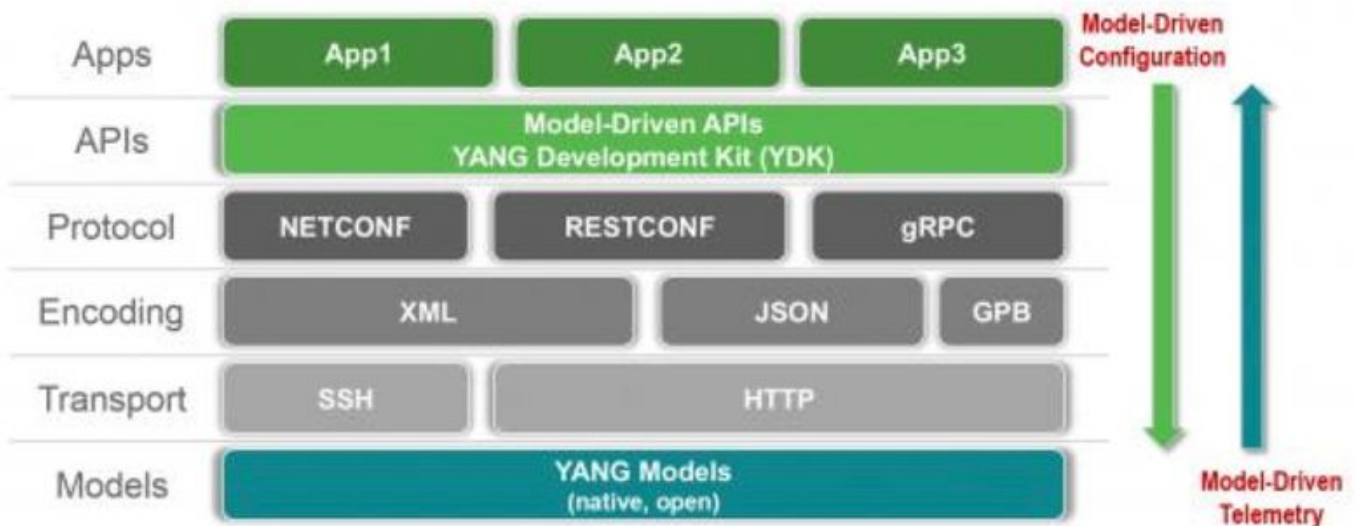 Apps
App1
App2
App3
Model-Driven
Configuration
APIs
Model-Driven APIs
YANG Development Kit (YDK)
Protocol
NETCONF
RESTCONF
gRPC
Encoding
XML
JSON
GPB
Transport
SSH
HTTP
Models
YANG Models
(native, open)
Model-Driven
Telemetry